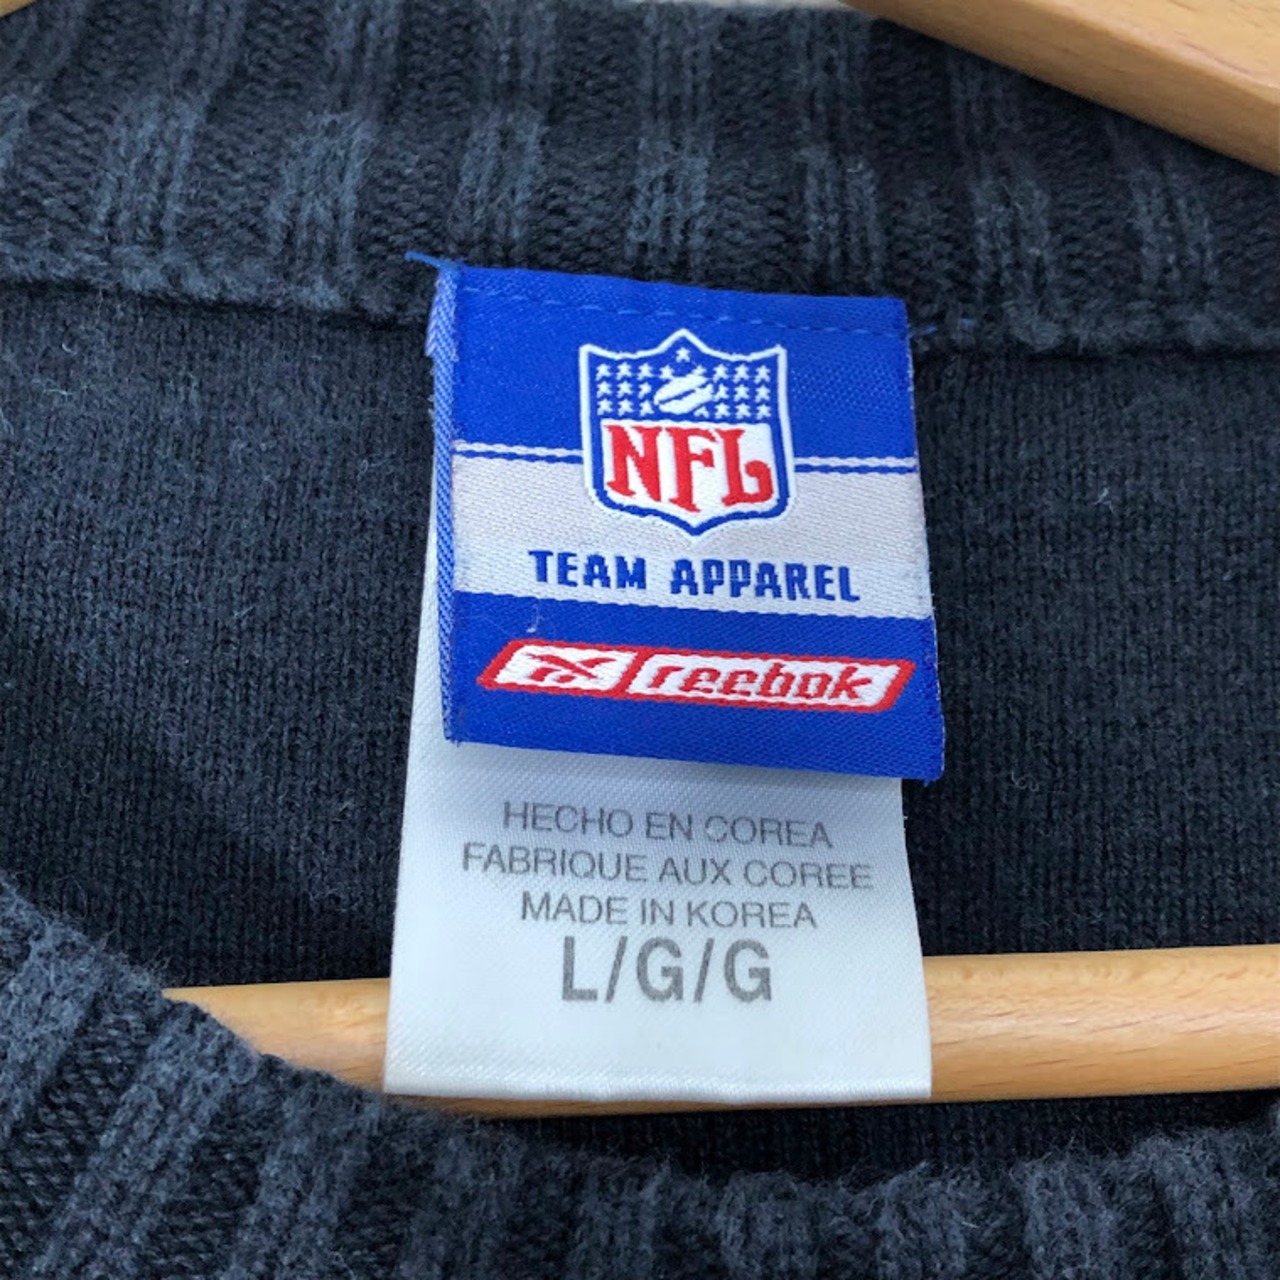 NFL
TEAM APPAREL
reebok
HECHO EN COREA
FABRIQUE AUX COREE
MADE IN KOREA
L/G/G